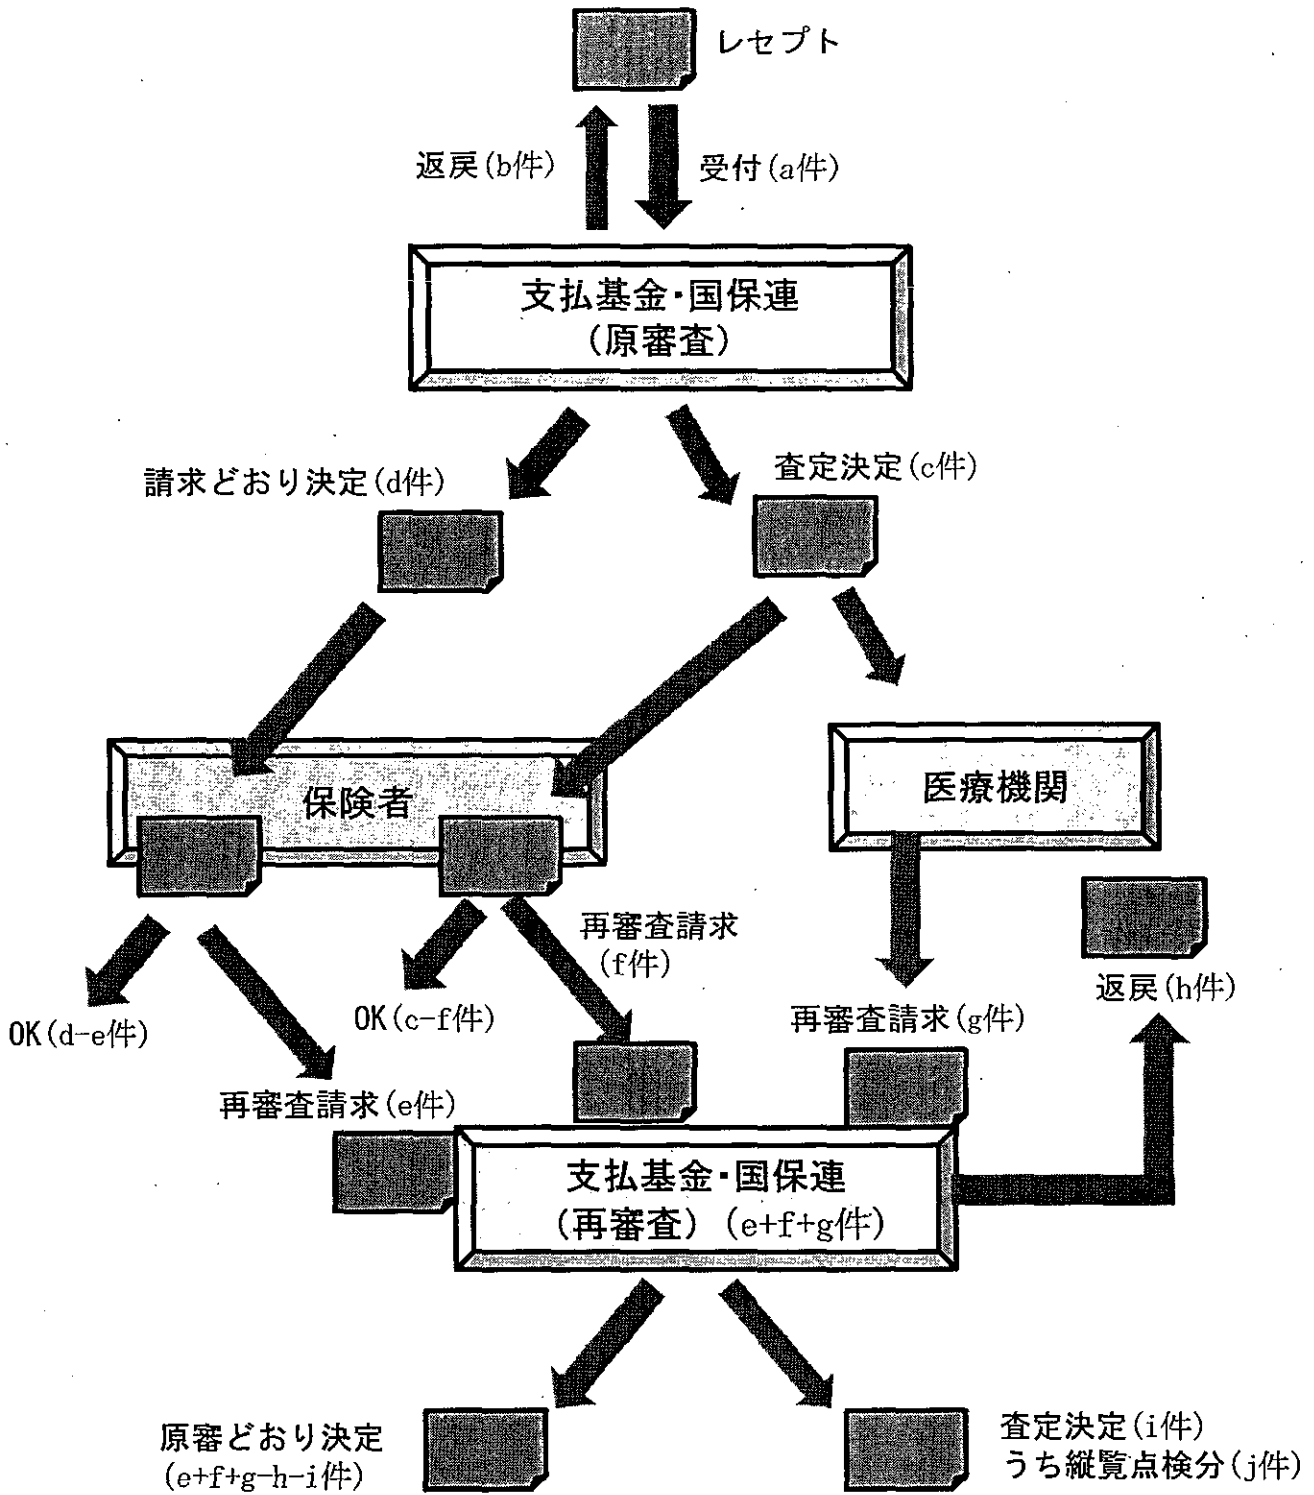 レセプト
返戻(b件)
受付(a件)
支払基金・国保連
(原審査)
請求どおり決定(d件)
査定決定(c件)
保険者
医療機関
再審査請求
(f件)
返戻(h件)
OK(d-e件)
OK(c-f件)
再審査請求(g件)
再審査請求(e件)
支払基金・国保連
(再審査) (e+f+g件)
原審どおり決定
(e+f+g-h-i件)
査定決定(i件)
うち縦覧点検分(j件)